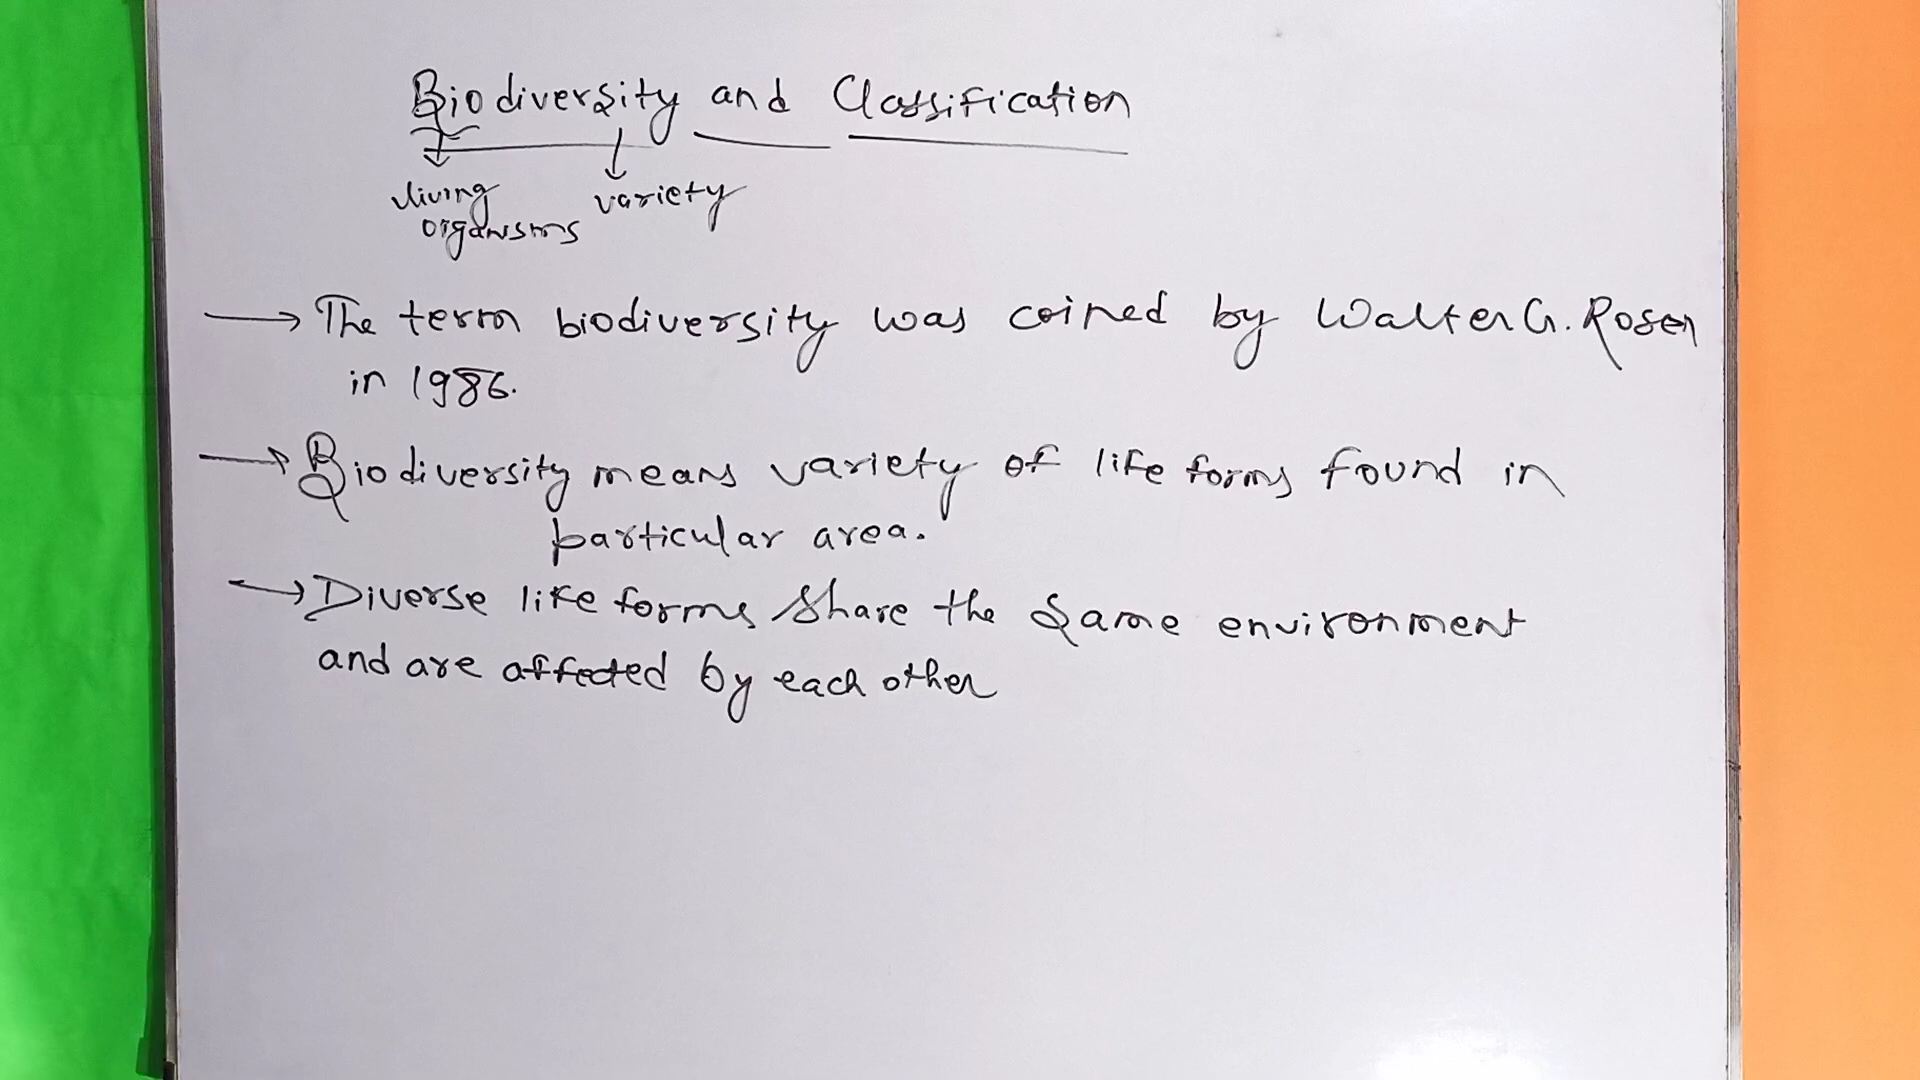 Biodiversity and Classification
living variety
organisms
→ The term biodiversity was coined by Walter G. Rosen
in 1986.
→ Biodiversity means variety of life forms found in
particular area.
→ Diverse life forms share the same environment
and are affected by each other